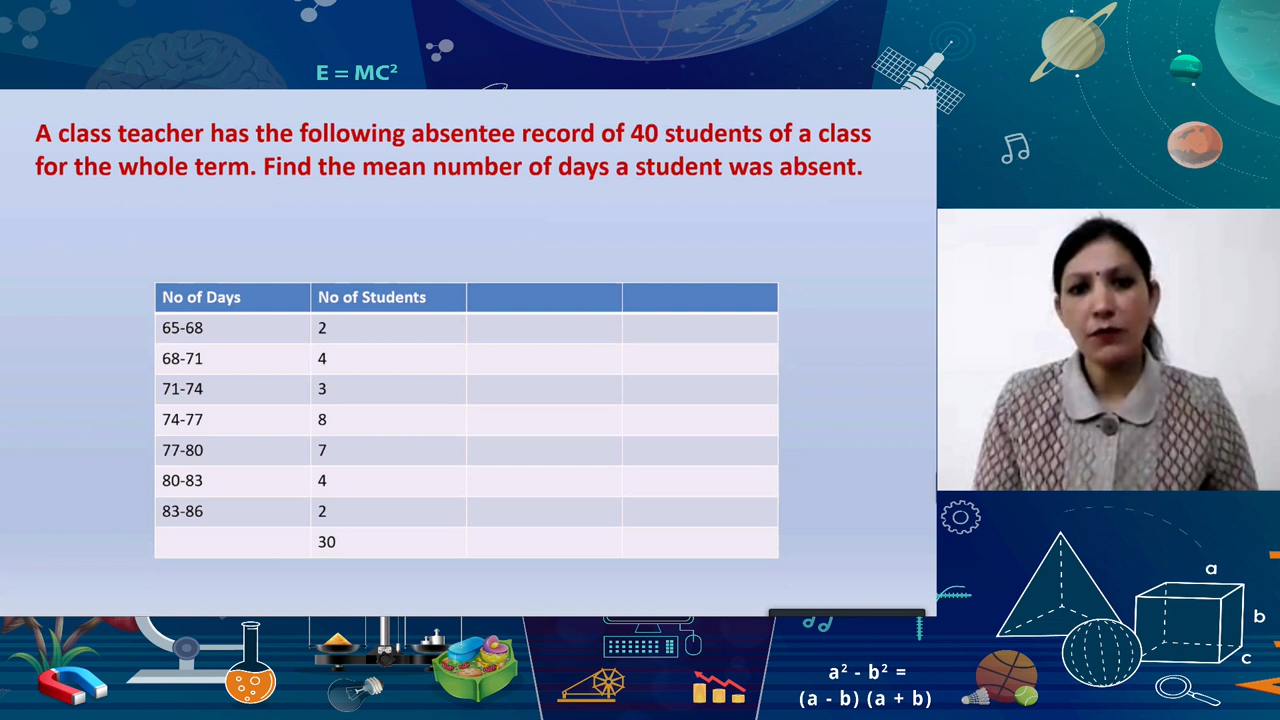 E = MC²
A class teacher has the following absentee record of 40 students of a class
for the whole term. Find the mean number of days a student was absent.
No of Days No of Students
65-68 2
68-71 4
71-74 3
74-77 8
77-80 7
80-83 4
83-86 2
30
a
b
c
a² - b² =
(a - b) (a + b)